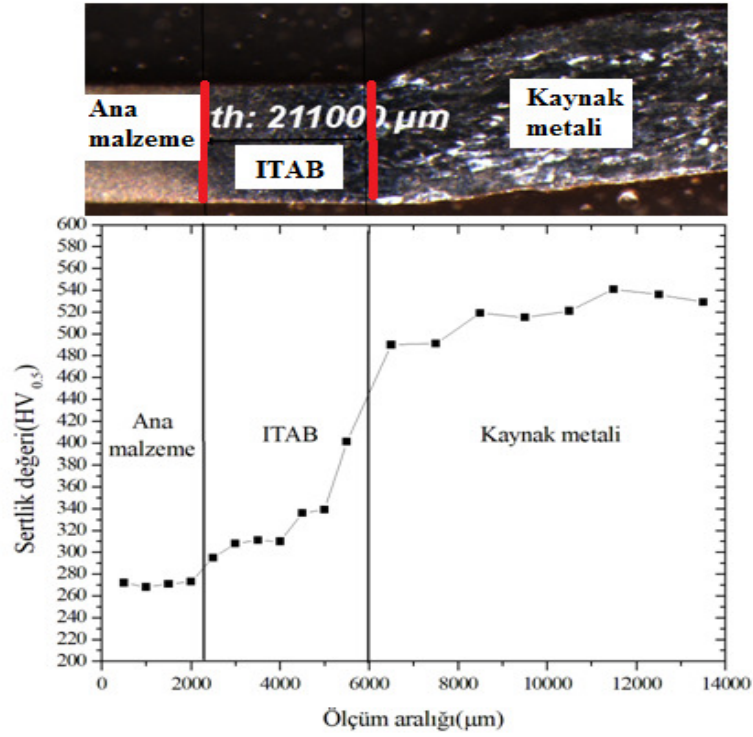 Ana
malzeme
th: 211000.µm
ITAB
Kaynak
metali
600
580
560
540
520
500
480
460
440
420
400
380
360
340
320
300
280
260
240
220
200
Sertlik değeri(HV0.5)
Ana
malzeme
ITAB
Kaynak metali
0 2000 4000 6000 8000 10000 12000 14000
Ölçüm aralığı(µm)